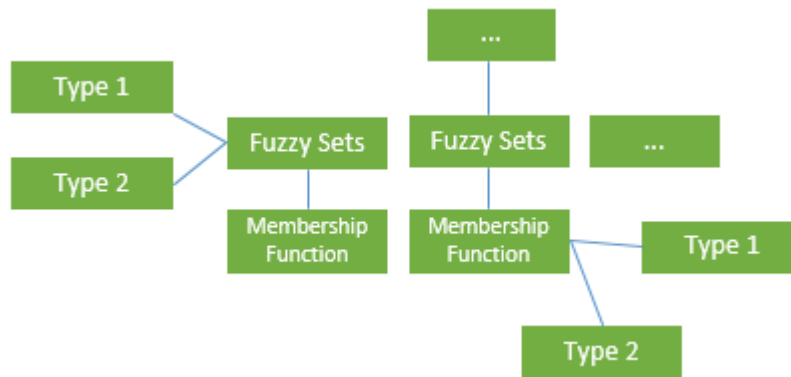 ...
Type 1
Fuzzy Sets
Fuzzy Sets
...
Type 2
Membership
Function
Membership
Function
Type 1
Type 2